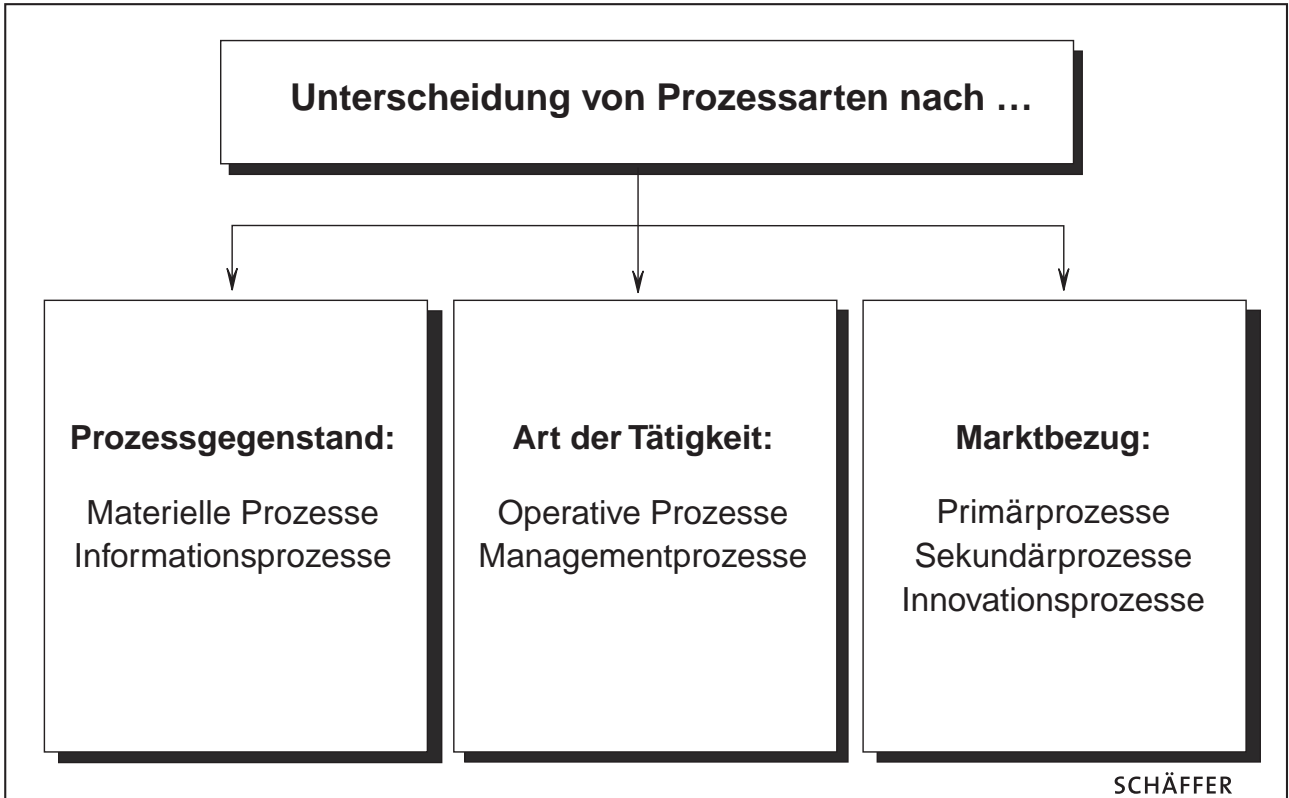 Unterscheidung von Prozessarten nach …
Prozessgegenstand:
Materielle Prozesse
Informationsprozesse
Art der Tätigkeit:
Operative Prozesse
Managementprozesse
Marktbezug:
Primärprozesse
Sekundärprozesse
Innovationsprozesse
SCHÄFFER